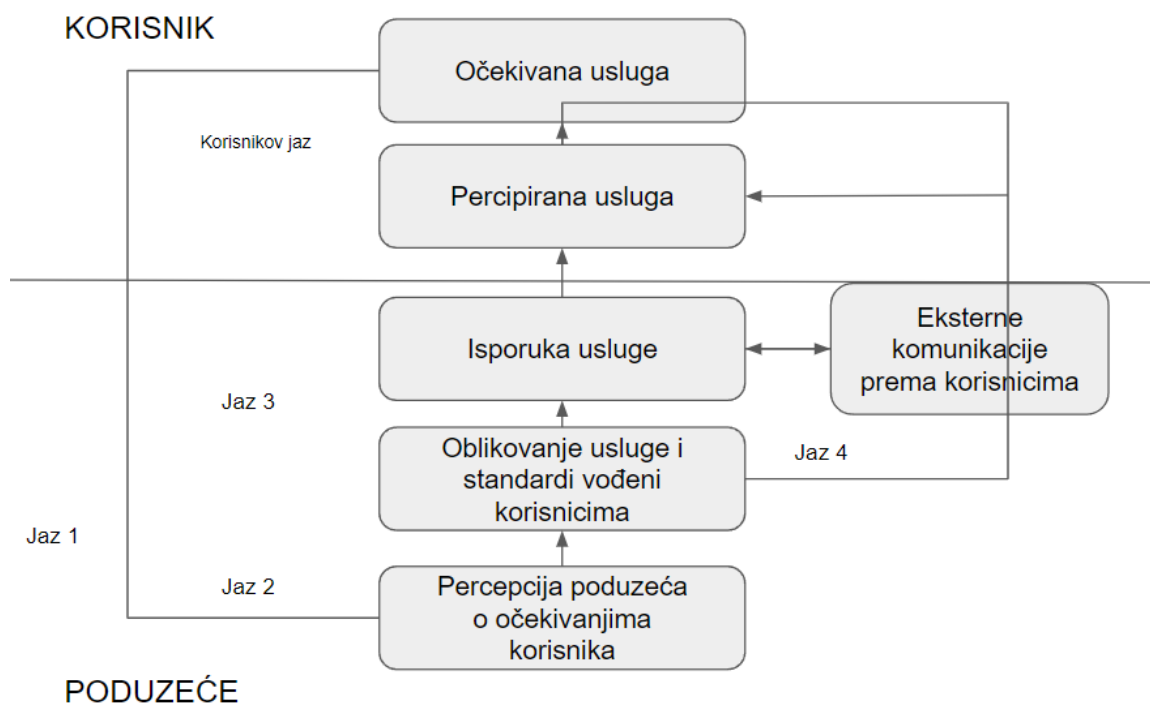 KORISNIK
Očekivana usluga
Korisnikov jaz
Percipirana usluga
Isporuka usluge
Eksterne
komunikacije
prema korisnicima
Jaz 3
Oblikovanje usluge i
standardi vođeni
korisnicima
Jaz 4
Jaz 1
Jaz 2
Percepcija poduzeća
o očekivanjima
korisnika
PODUZEĆE